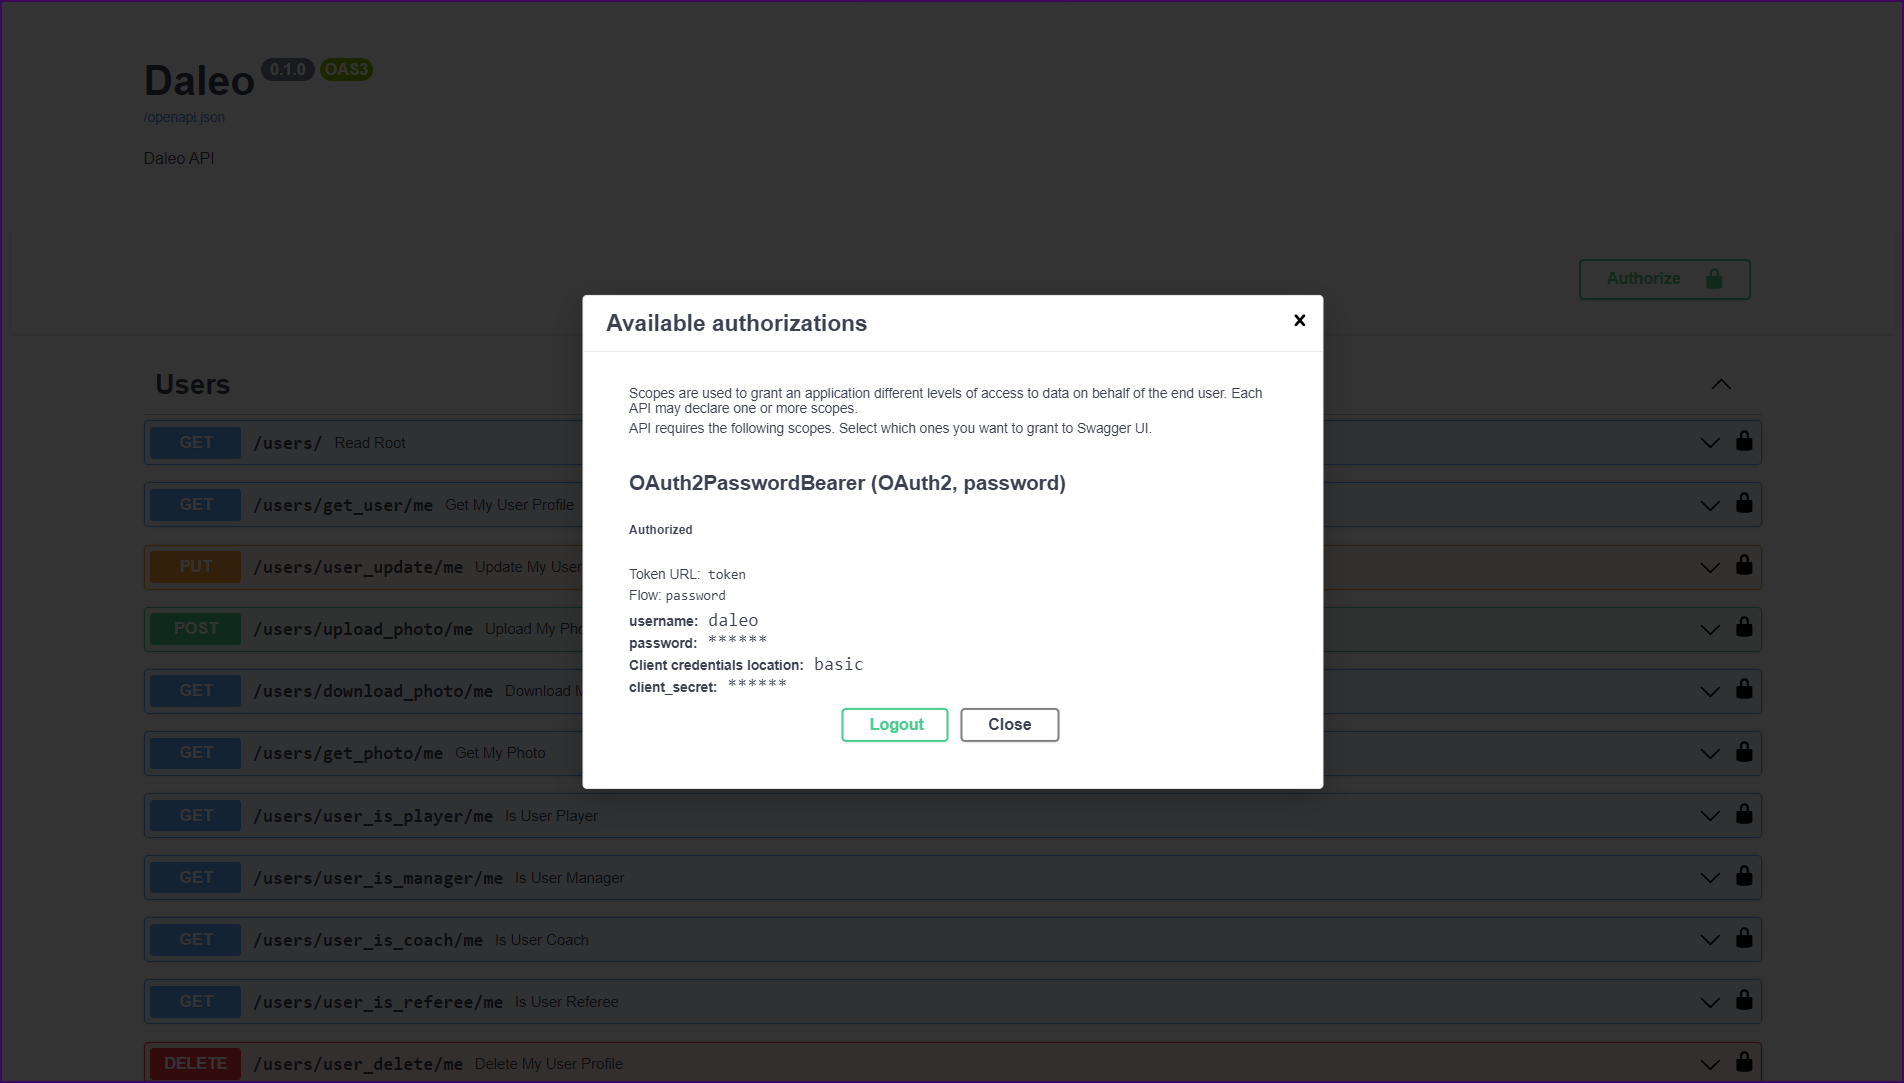 Daleo 0.1.0 OAS3
/openapi.json
Daleo API
Authorize
Available authorizations
Scopes are used to grant an application different levels of access to data on behalf of the end user. Each
API may declare one or more scopes.
API requires the following scopes. Select which ones you want to grant to Swagger UI.
OAuth2PasswordBearer (OAuth2, password)
Authorized
Token URL: token
Flow: password
username: daleo
password: ******
Client credentials location: basic
client_secret: ******
Logout Close
Users
GET /users/ Read Root
GET /users/get_user/me Get My User Profile
PUT /users/user_update/me Update My User
POST /users/upload_photo/me Upload My
GET /users/download_photo/me Download
GET /users/get_photo/me Get My Photo
GET /users/user_is_player/me Is User Player
GET /users/user_is_manager/me Is User Manager
GET /users/user_is_coach/me Is User Coach
GET /users/user_is_referee/me Is User Referee
DELETE /users/user_delete/me Delete My User Profile